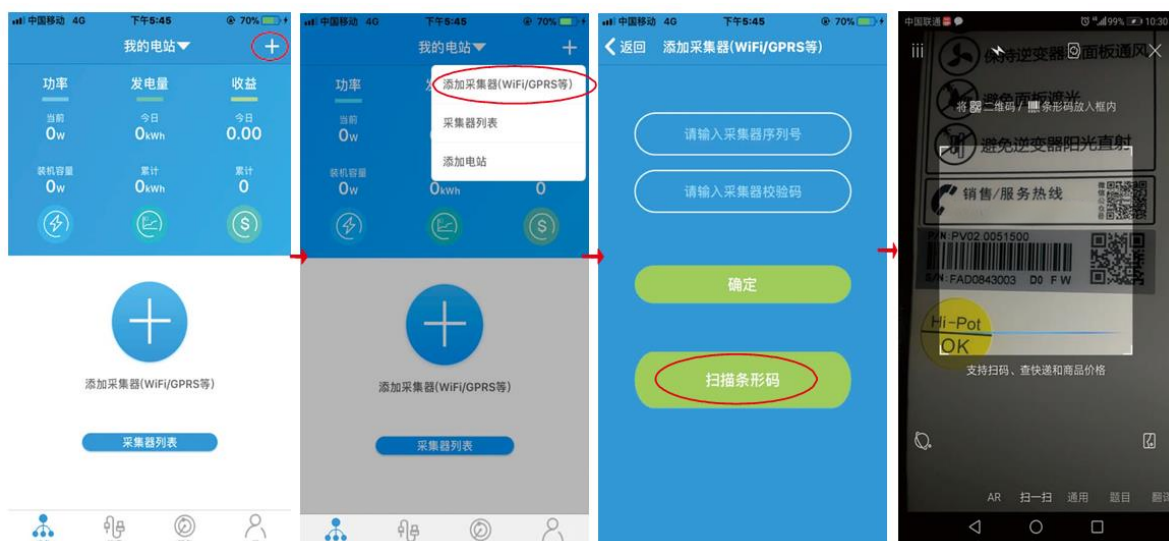 中国移动 4G 下午5:45 70%
我的电站▼ +
功率 发电量 收益
当前 今日 今日
0w 0kWh 0.00
装机容量 累计 累计
0w 0kWh 0
添加采集器(WiFi/GPRS等)
采集器列表
中国移动 4G 下午5:45 70%
我的电站▼ +
功率
添加采集器(WiFi/GPRS等)
当前
0w
采集器列表
装机容量
添加电站
0w 0kWh 0
添加采集器(WiFi/GPRS等)
采集器列表
中国移动 4G 下午5:45 70%
返回 添加采集器(WiFi/GPRS等)
请输入采集器序列号
请输入采集器校验码
确定
扫描条形码
中国联通 99% 10:30
保持逆变器 面板通风
避免面板遮光
将 二维码 / 条形码放入框内
避免逆变器阳光直射
销售/服务热线
P/N:PV02 0051500
S/N:FAD0843003 D0 F W
Hi-Pot
OK
支持扫码、查快递和商品价格
AR 扫一扫 通用 题目